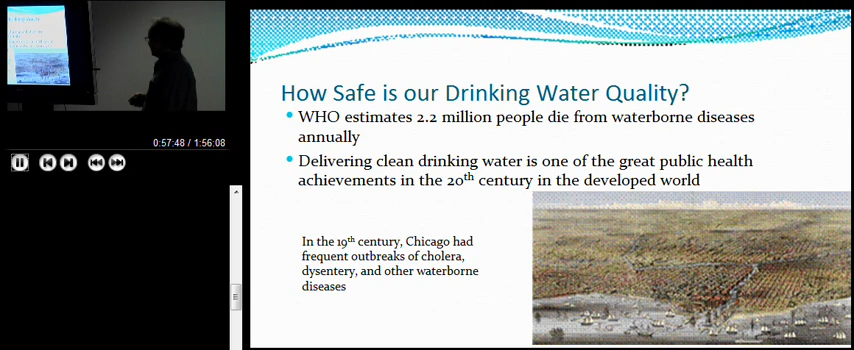 0:57:48 / 1:56:08
How Safe is our Drinking Water Quality?
WHO estimates 2.2 million people die from waterborne diseases
annually
Delivering clean drinking water is one of the great public health
achievements in the 20th century in the developed world
In the 19th century, Chicago had
frequent outbreaks of cholera,
dysentery, and other waterborne
diseases